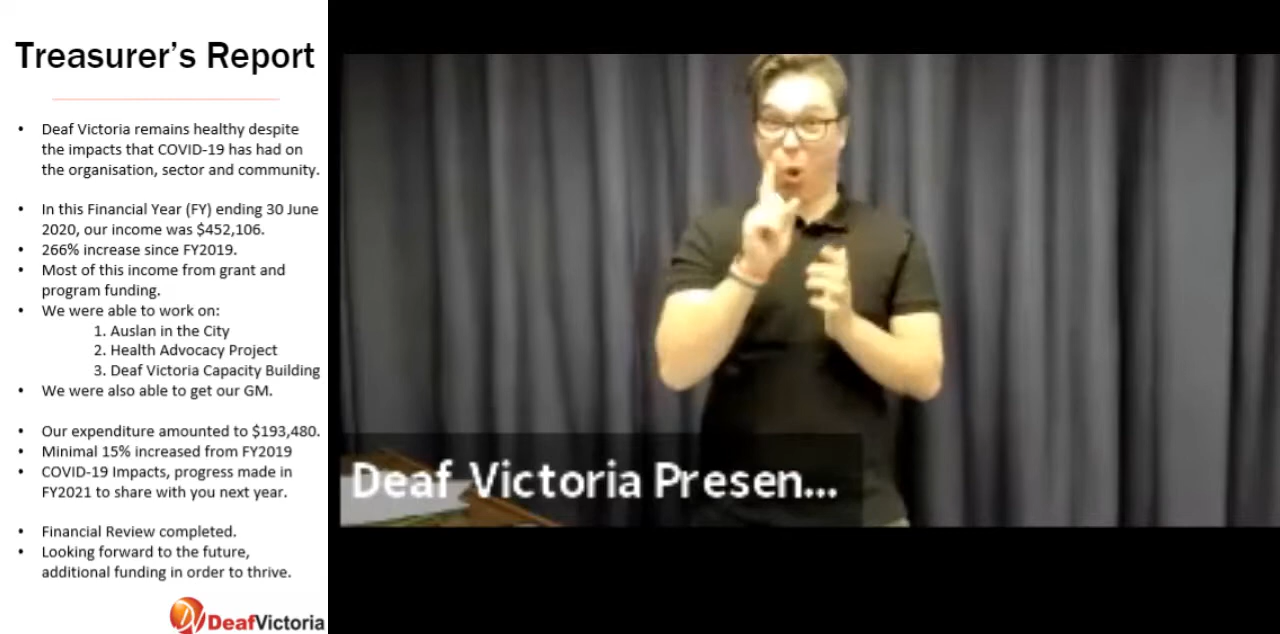 Treasurer's Report
• Deaf Victoria remains healthy despite
the impacts that COVID-19 has had on
the organisation, sector and community.
• In this Financial Year (FY) ending 30 June
2020, our income was $452,106.
• 266% increase since FY2019.
• Most of this income from grant and
program funding.
• We were able to work on:
1. Auslan in the City
2. Health Advocacy Project
3. Deaf Victoria Capacity Building
• We were also able to get our GM.
• Our expenditure amounted to $193,480.
• Minimal 15% increased from FY2019
• COVID-19 Impacts, progress made in
FY2021 to share with you next year.
• Financial Review completed.
• Looking forward to the future,
additional funding in order to thrive.
DeafVictoria
Deaf Victoria Presen...